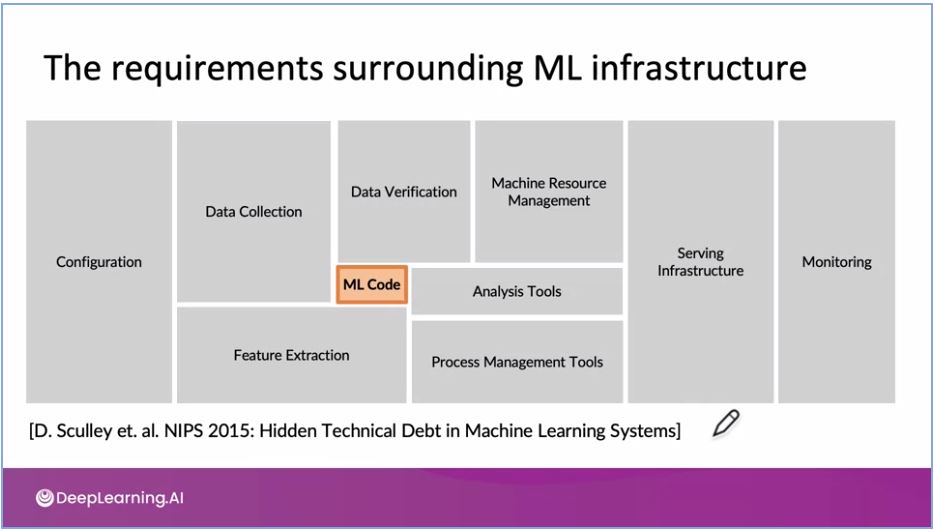 The requirements surrounding ML infrastructure
Configuration
Data Collection
Data Verification
Machine Resource
Management
ML Code
Analysis Tools
Feature Extraction
Process Management Tools
Serving
Infrastructure
Monitoring
[D. Sculley et. al. NIPS 2015: Hidden Technical Debt in Machine Learning Systems]
DeepLearning.AI